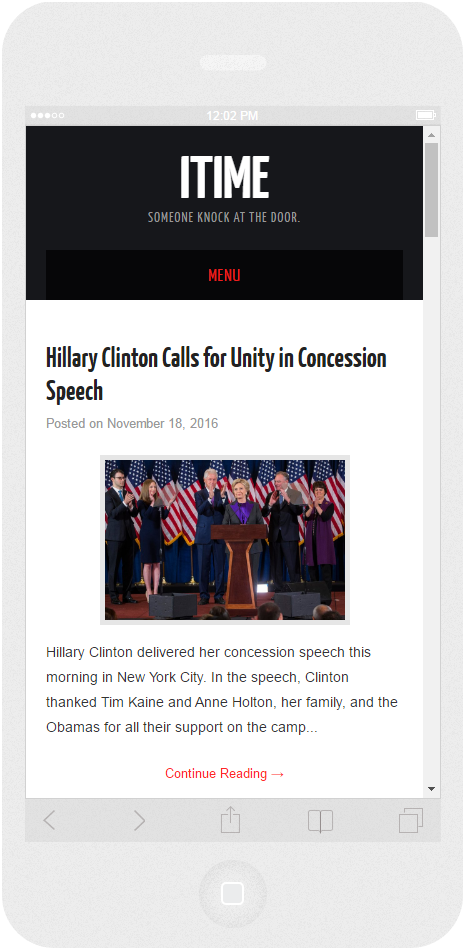 12:02 PM
ITIME
SOMEONE KNOCK AT THE DOOR.
MENU
Hillary Clinton Calls for Unity in Concession
Speech
Posted on November 18, 2016
Hillary Clinton delivered her concession speech this
morning in New York City. In the speech, Clinton
thanked Tim Kaine and Anne Holton, her family, and the
Obamas for all their support on the camp...
Continue Reading →